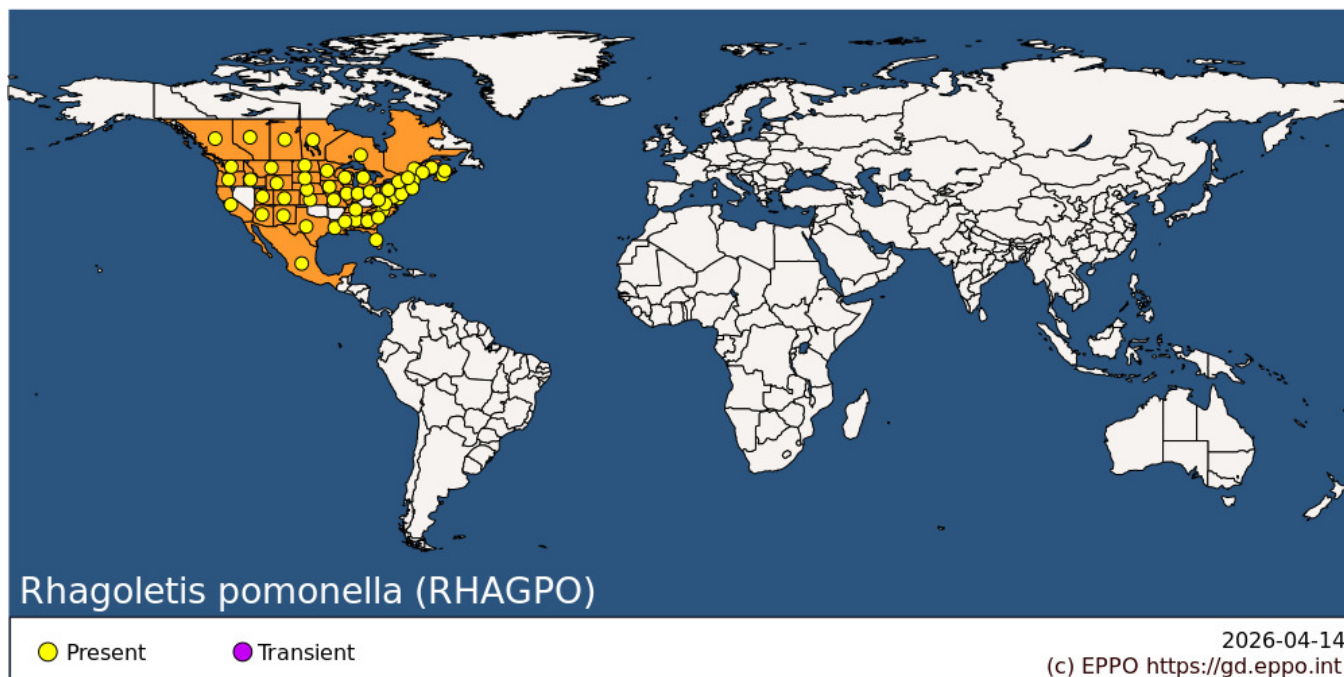 Rhagoletis pomonella (RHAGPO)
Present
Transient
2026-04-14
(c) EPPO https://gd.eppo.int